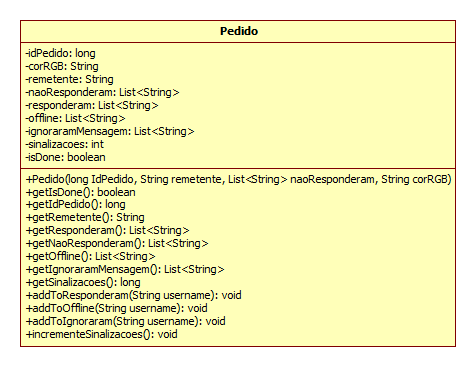 Pedido
-idPedido: long
-corRGB: String
-remetente: String
-naoResponderam: List<String>
-responderam: List<String>
-offline: List<String>
-ignoraramMensagem: List<String>
-sinalizacoes: int
-isDone: boolean
+Pedido(long IdPedido, String remetente, List<String> naoResponderam, String corRGB)
+getIsDone(): boolean
+getIdPedido(): long
+getRemetente(): String
+getResponderam(): List<String>
+getNaoResponderam(): List<String>
+getOffline(): List<String>
+getIgnoraramMensagem(): List<String>
+getSinalizacoes(): long
+addToResponderam(String username): void
+addToOffline(String username): void
+addToIgnoraram(String username): void
+incrementeSinalizacoes(): void